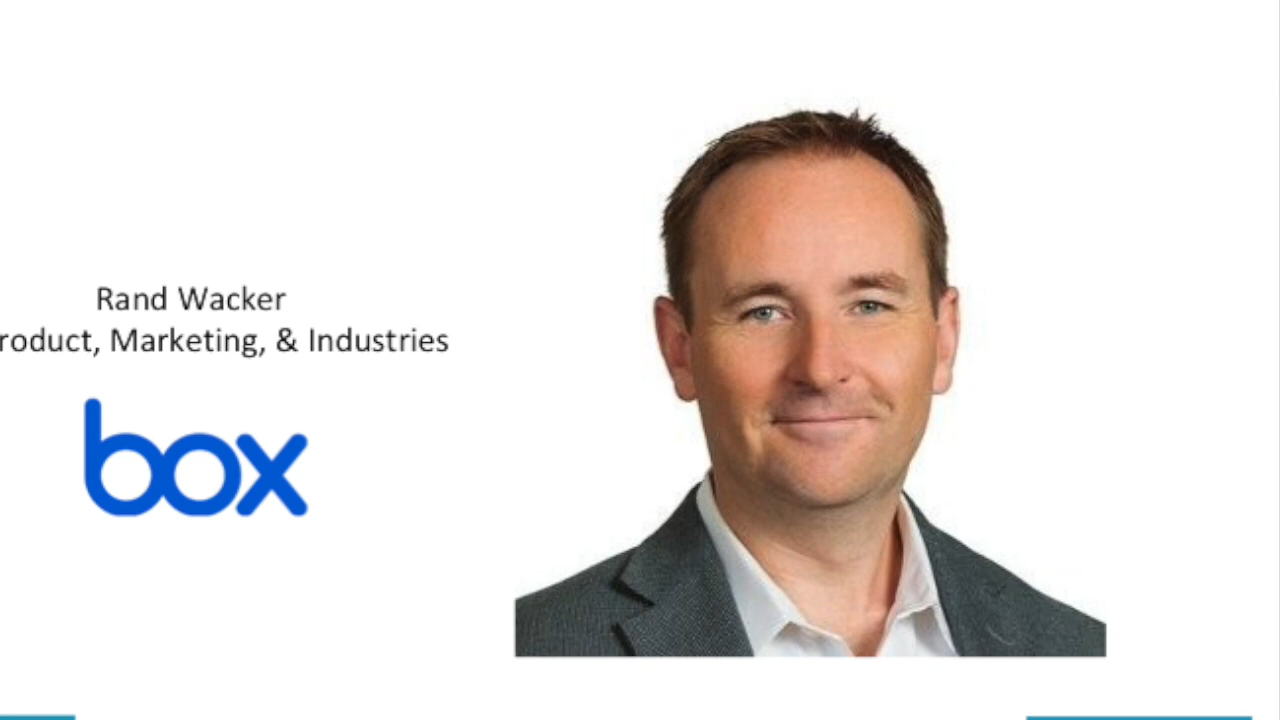 Rand Wacker
roduct, Marketing, & Industries
box